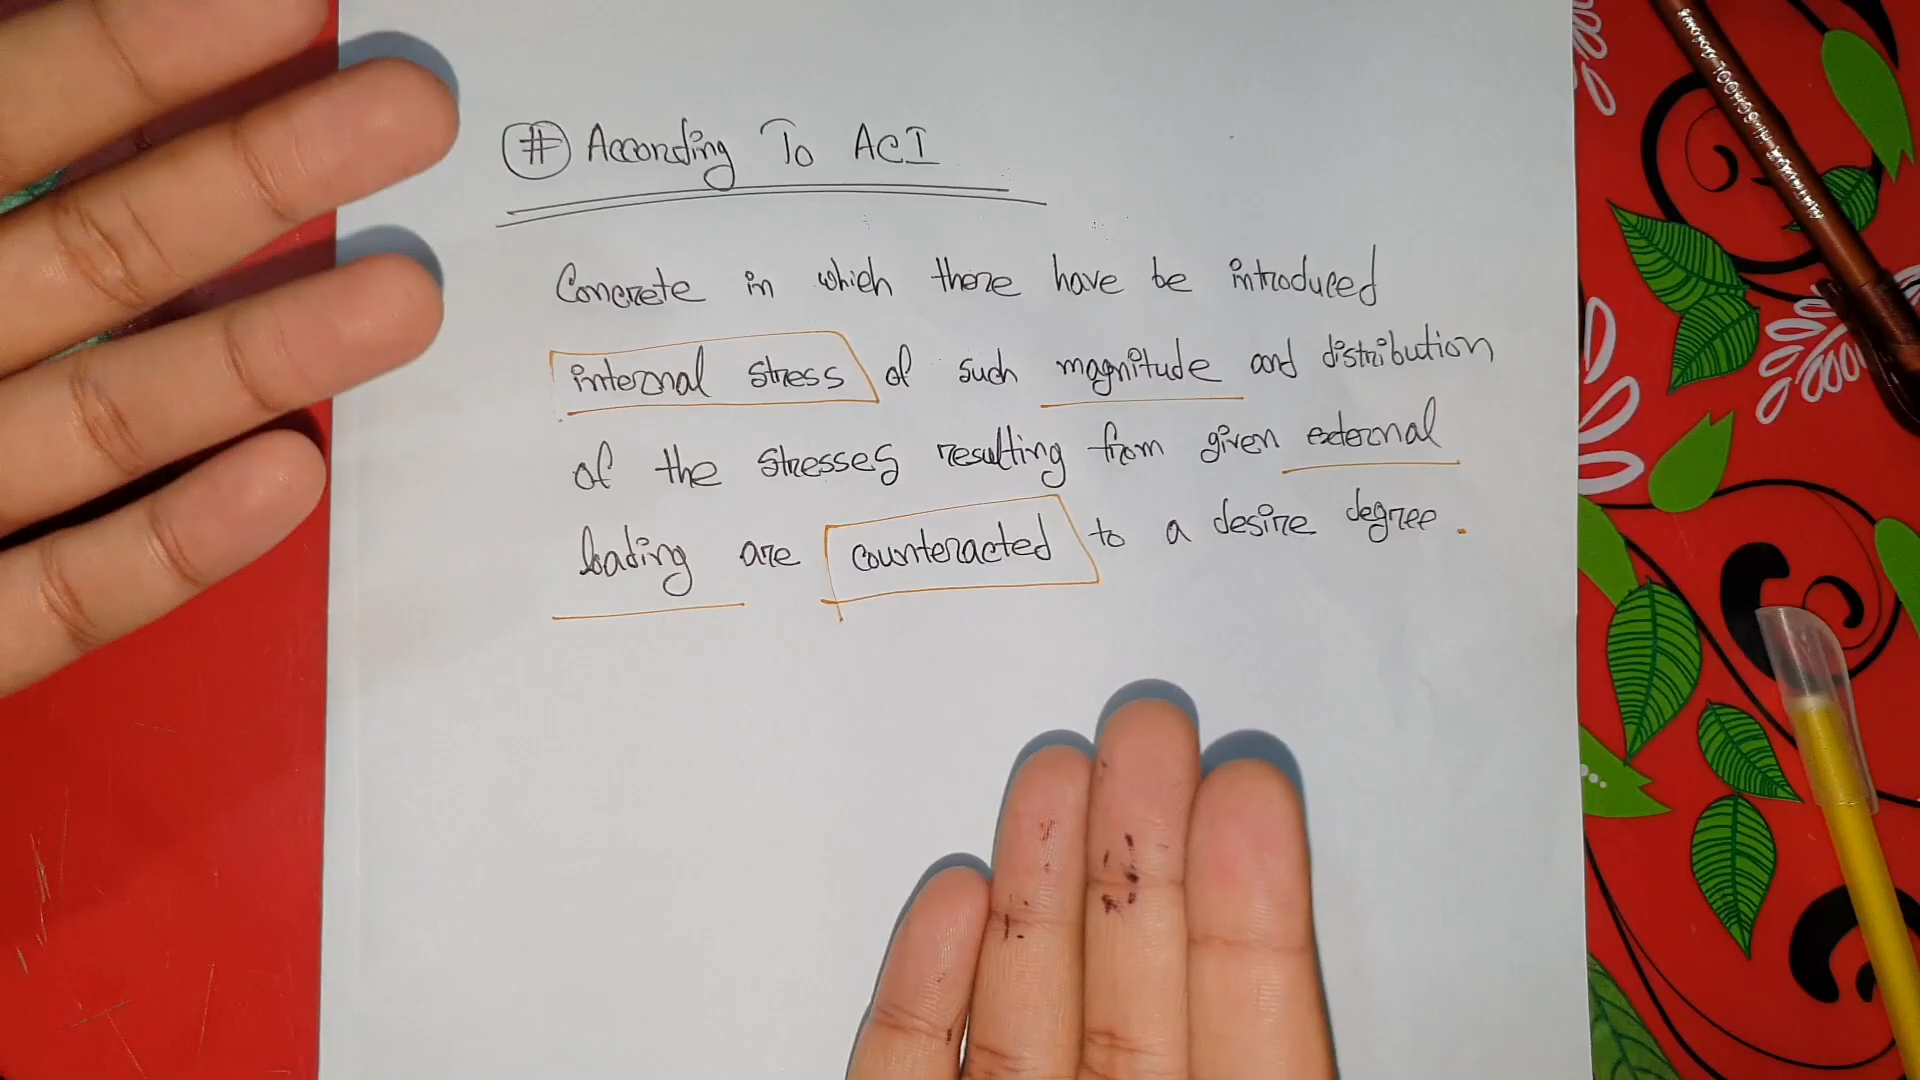 # According To ACI
Concrete in which there have be introduced
internal stress of such magnitude and distribution
of the stresses resulting from given external
loading are counteracted to a desire degree.